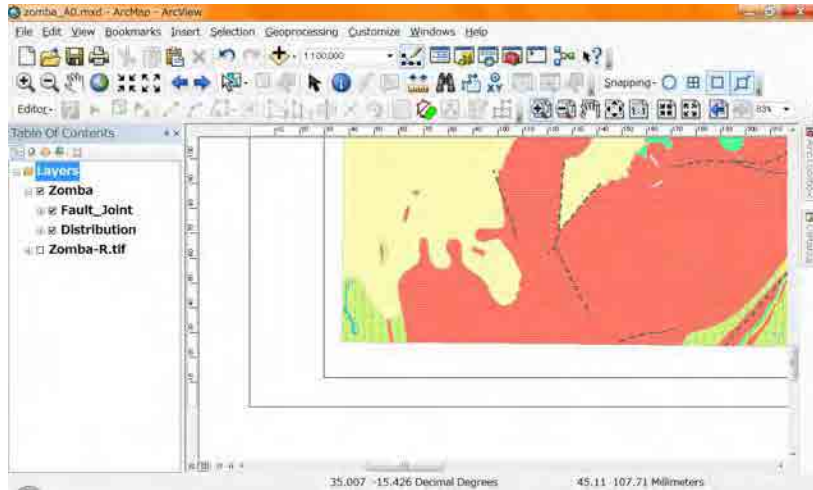 zomba_A0.mxd - ArcMap - ArcView
File Edit View Bookmarks Insert Selection Geoprocessing Customize Windows Help
1:100,000
Snapping-
Editor- 83%
Table Of Contents
Layers
Zomba
Fault_Joint
Distribution
Zomba-R.tif
35.007 -15.426 Decimal Degrees 45.11 107.71 Millimeters